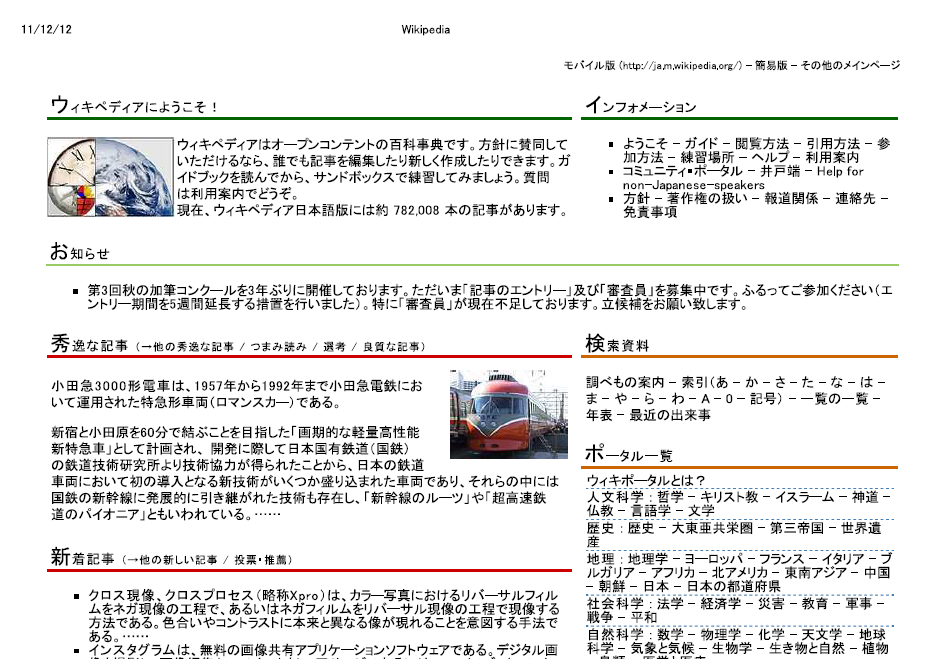 11/12/12
Wikipedia
モバイル版 (http://ja.m.wikipedia.org/) − 簡易版 − その他のメインページ
ウィキペディアにようこそ！
ウィキペディアはオープンコンテントの百科事典です。方針に賛同して
いただけるなら、誰でも記事を編集したり新しく作成したりできます。ガ
イドブックを読んでから、サンドボックスで練習してみましょう。質問
は利用案内でどうぞ。
現在、ウィキペディア日本語版には約 782,008 本の記事があります。
インフォメーション
ようこそ − ガイド − 閲覧方法 − 引用方法 − 参
加方法 − 練習場所 − ヘルプ − 利用案内
コミュニティ・ポータル − 井戸端 − Help for
non-Japanese-speakers
方針 − 著作権の扱い − 報道関係 − 連絡先 −
免責事項
お知らせ
第3回秋の加筆コンクールを3年ぶりに開催しております。ただいま「記事のエントリー」及び「審査員」を募集中です。ふるってご参加ください（エ
ントリー期間を5週間延長する措置を行いました）。特に「審査員」が現在不足しております。立候補をお願い致します。
秀逸な記事 （→他の秀逸な記事 / つまみ読み / 選考 / 良質な記事）
小田急3000形電車は、1957年から1992年まで小田急電鉄にお
いて運用された特急形車両（ロマンスカー）である。
新宿と小田原を60分で結ぶことを目指した「画期的な軽量高性能
新特急車」として計画され、 開発に際して日本国有鉄道（国鉄）
の鉄道技術研究所より技術協力が得られたことから、日本の鉄道
車両において初の導入となる新技術がいくつか盛り込まれた車両であり、それらの中には
国鉄の新幹線に発展的に引き継がれた技術も存在し、「新幹線のルーツ」や「超高速鉄
道のパイオニア」ともいわれている。……
新着記事 （→他の新しい記事 / 投票・推薦）
クロス現像、クロスプロセス（略称Xpro）は、カラー写真におけるリバーサルフィル
ムをネガ現像の工程で、あるいはネガフィルムをリバーサル現像の工程で現像する
方法である。色合いやコントラストに本来と異なる像が現れることを意図する手法で
ある。……
インスタグラムは、無料の画像共有アプリケーションソフトウェアである。デジタル画
検索資料
調べもの案内 − 索引（あ − か − さ − た − な − は −
ま − や − ら − わ − A − 0 − 記号） − 一覧の一覧 −
年表 − 最近の出来事
ポータル一覧
ウィキポータルとは？
人文科学 : 哲学 − キリスト教 − イスラーム − 神道 −
仏教 − 言語学 − 文学
歴史 : 歴史 − 大東亜共栄圏 − 第三帝国 − 世界遺
産
地理 : 地理学 − ヨーロッパ − フランス − イタリア − ブ
ルガリア − アフリカ − 北アメリカ − 東南アジア − 中国
− 朝鮮 − 日本 − 日本の都道府県
社会科学 : 法学 − 経済学 − 災害 − 教育 − 軍事 −
戦争 − 平和
自然科学 : 数学 − 物理学 − 化学 − 天文学 − 地球
科学 − 気象と気候 − 生物学 − 生き物と自然 − 植物